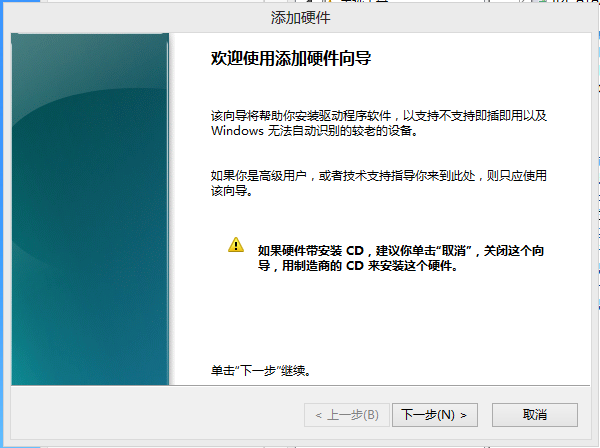 添加硬件
欢迎使用添加硬件向导
该向导将帮助你安装驱动程序软件，以支持不支持即插即用以及
Windows 无法自动识别的较老的设备。
如果你是高级用户，或者技术支持指导你来到此处，则只应使用
该向导。
如果硬件带安装 CD，建议你单击“取消”，关闭这个向
导，用制造商的 CD 来安装这个硬件。
单击“下一步”继续。
< 上一步(B)
下一步(N) >
取消